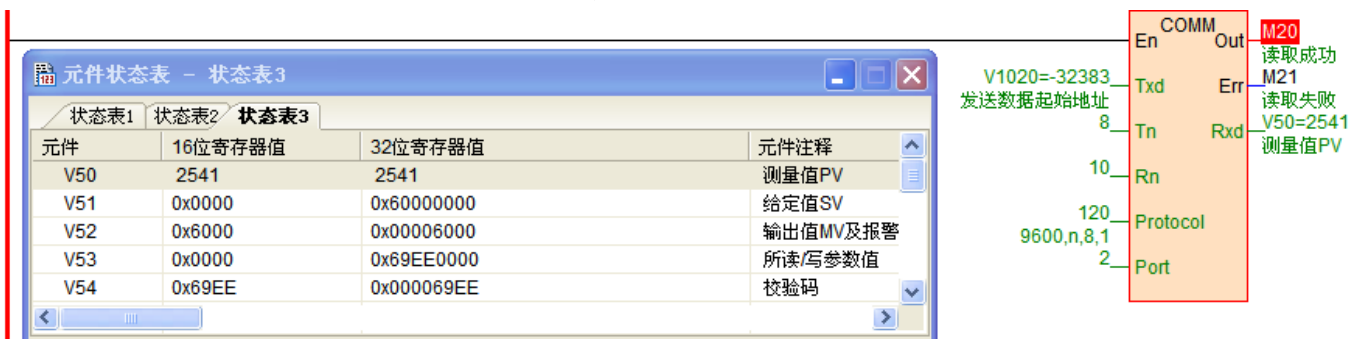 元件状态表 - 状态表3
状态表1 状态表2 状态表3
元件 16位寄存器值 32位寄存器值 元件注释
V50 2541 2541 测量值PV
V51 0x0000 0x60000000 给定值SV
V52 0x6000 0x00006000 输出值MV及报警
V53 0x0000 0x69EE0000 所读/写参数值
V54 0x69EE 0x000069EE 校验码
COMM
En Out M20
读取成功
V1020=-32383 Txd Err M21
发送数据起始地址 读取失败
8 Tn Rxd V50=2541
测量值PV
10 Rn
120 Protocol
9600,n,8,1
2 Port